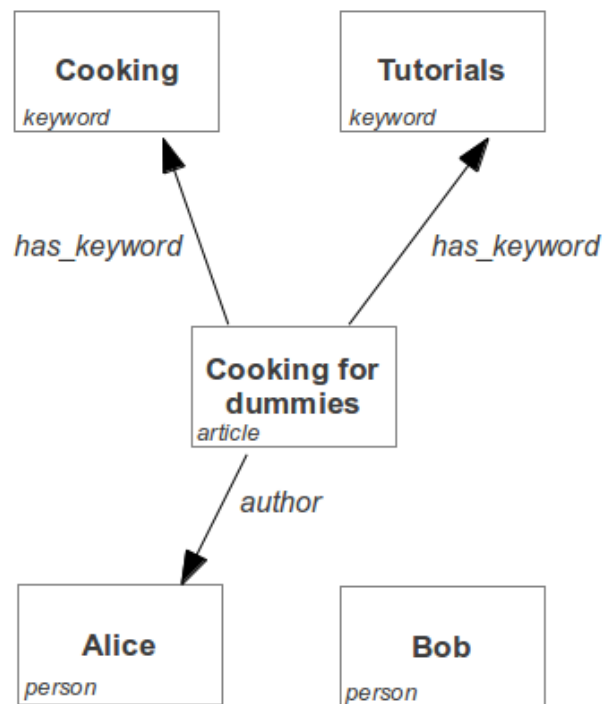 Cooking
keyword
Tutorials
keyword
has_keyword
has_keyword
Cooking for
dummies
article
author
Alice
person
Bob
person